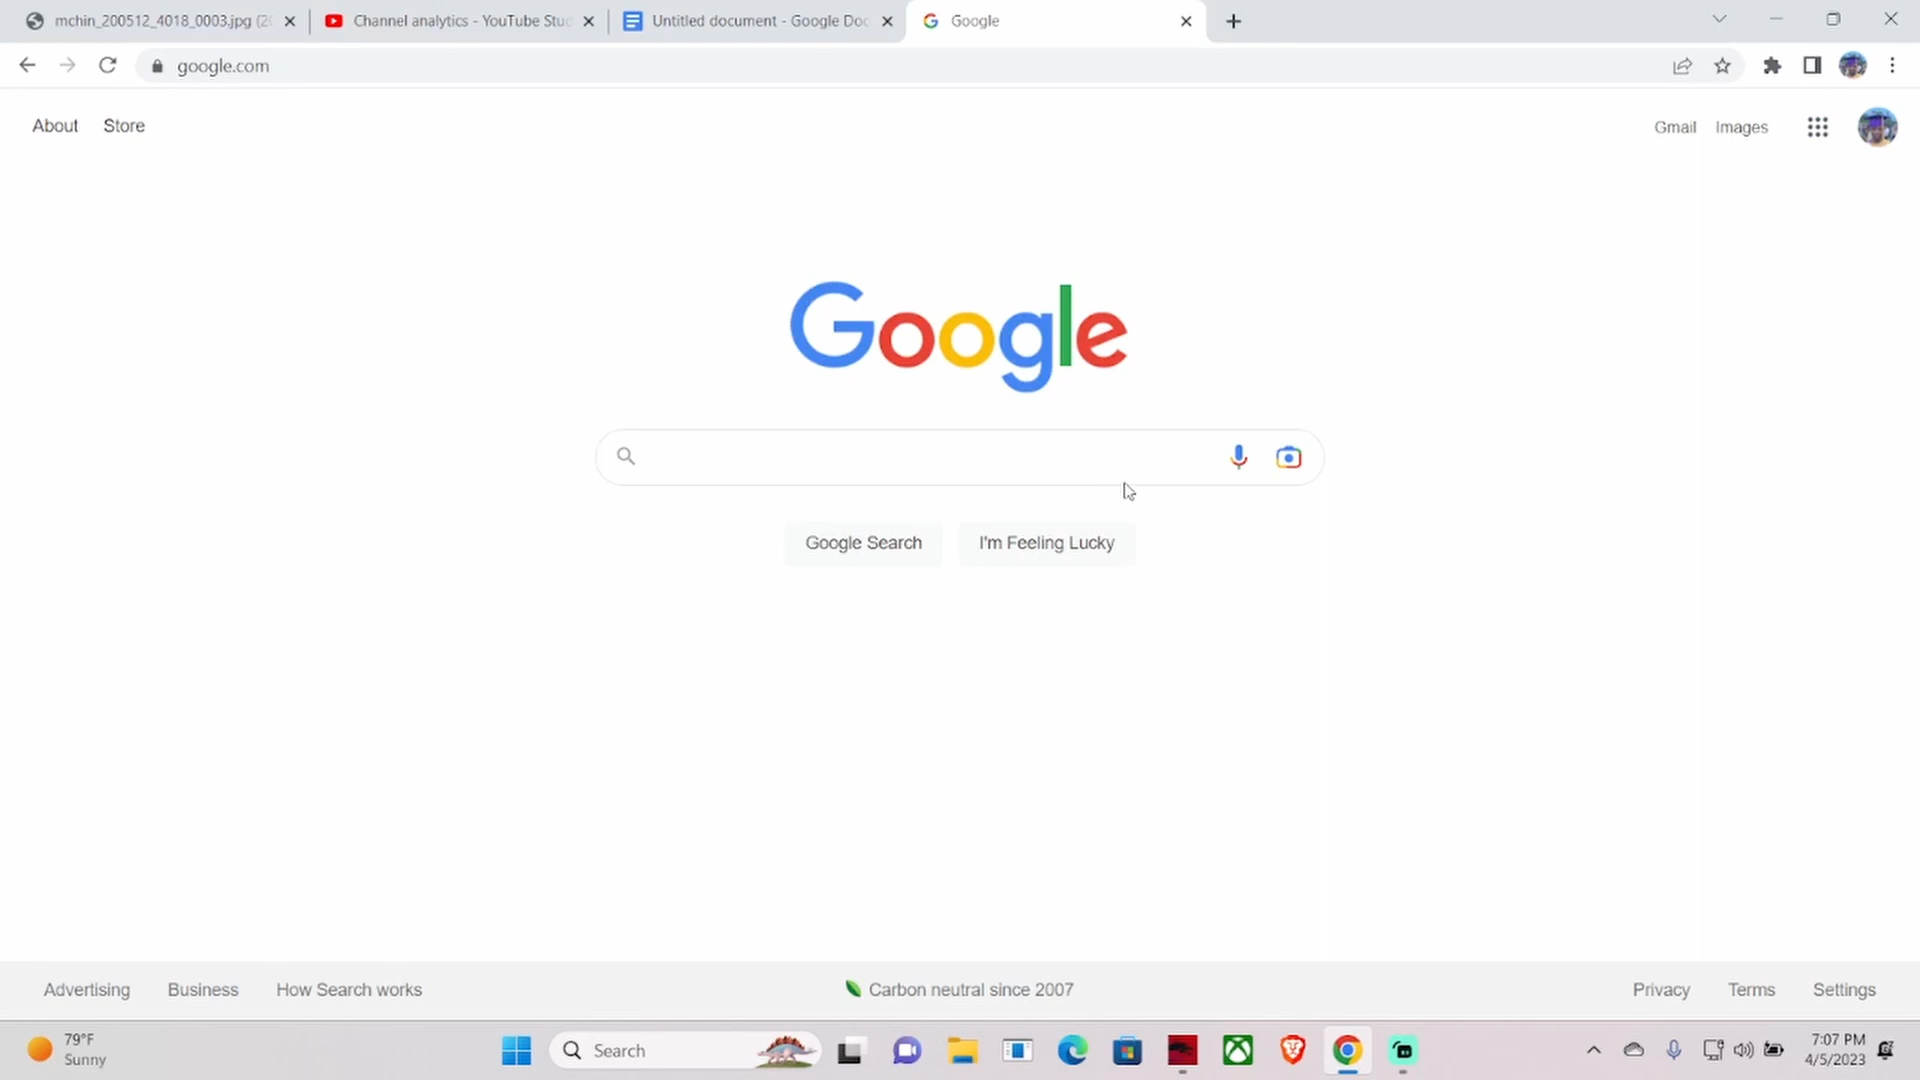 mchin_200512_4018_0003.jpg (20
Channel analytics - YouTube Stud
Untitled document - Google Doc
Google
google.com
About Store
Gmail Images
Google
Google Search I'm Feeling Lucky
Advertising Business How Search works
Carbon neutral since 2007
Privacy Terms Settings
79°F
Sunny
Search
7:07 PM
4/5/2023